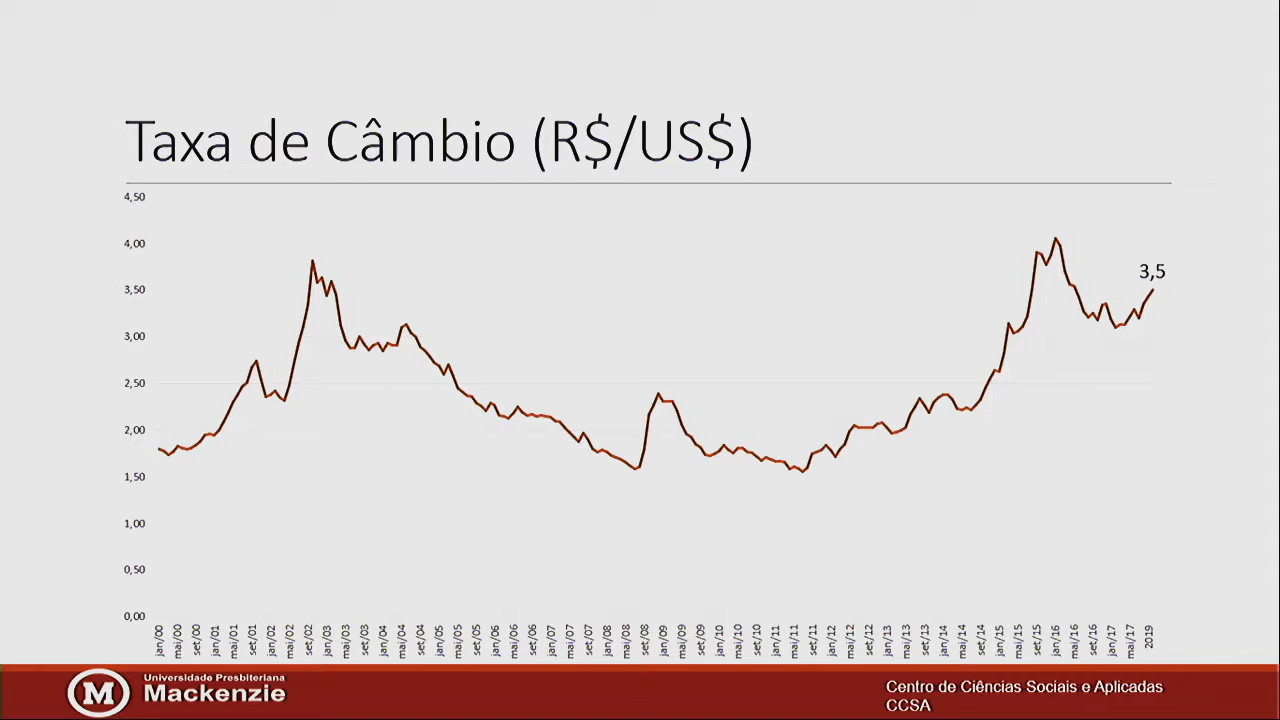 Taxa de Câmbio (R$/US$)
4,50
4,00
3,50
3,00
2,50
2,00
1,50
1,00
0,50
0,00
3,5
jan/00
mai/00
set/00
jan/01
mai/01
set/01
jan/02
mai/02
set/02
jan/03
mai/03
set/03
jan/04
mai/04
set/04
jan/05
mai/05
set/05
jan/06
mai/06
set/06
jan/07
mai/07
set/07
jan/08
mai/08
set/08
jan/09
mai/09
set/09
jan/10
mai/10
set/10
jan/11
mai/11
set/11
jan/12
mai/12
set/12
jan/13
mai/13
set/13
jan/14
mai/14
set/14
jan/15
mai/15
set/15
jan/16
mai/16
set/16
jan/17
mai/17
2019
M
Universidade Presbiteriana
Mackenzie
Centro de Ciências Sociais e Aplicadas
CCSA